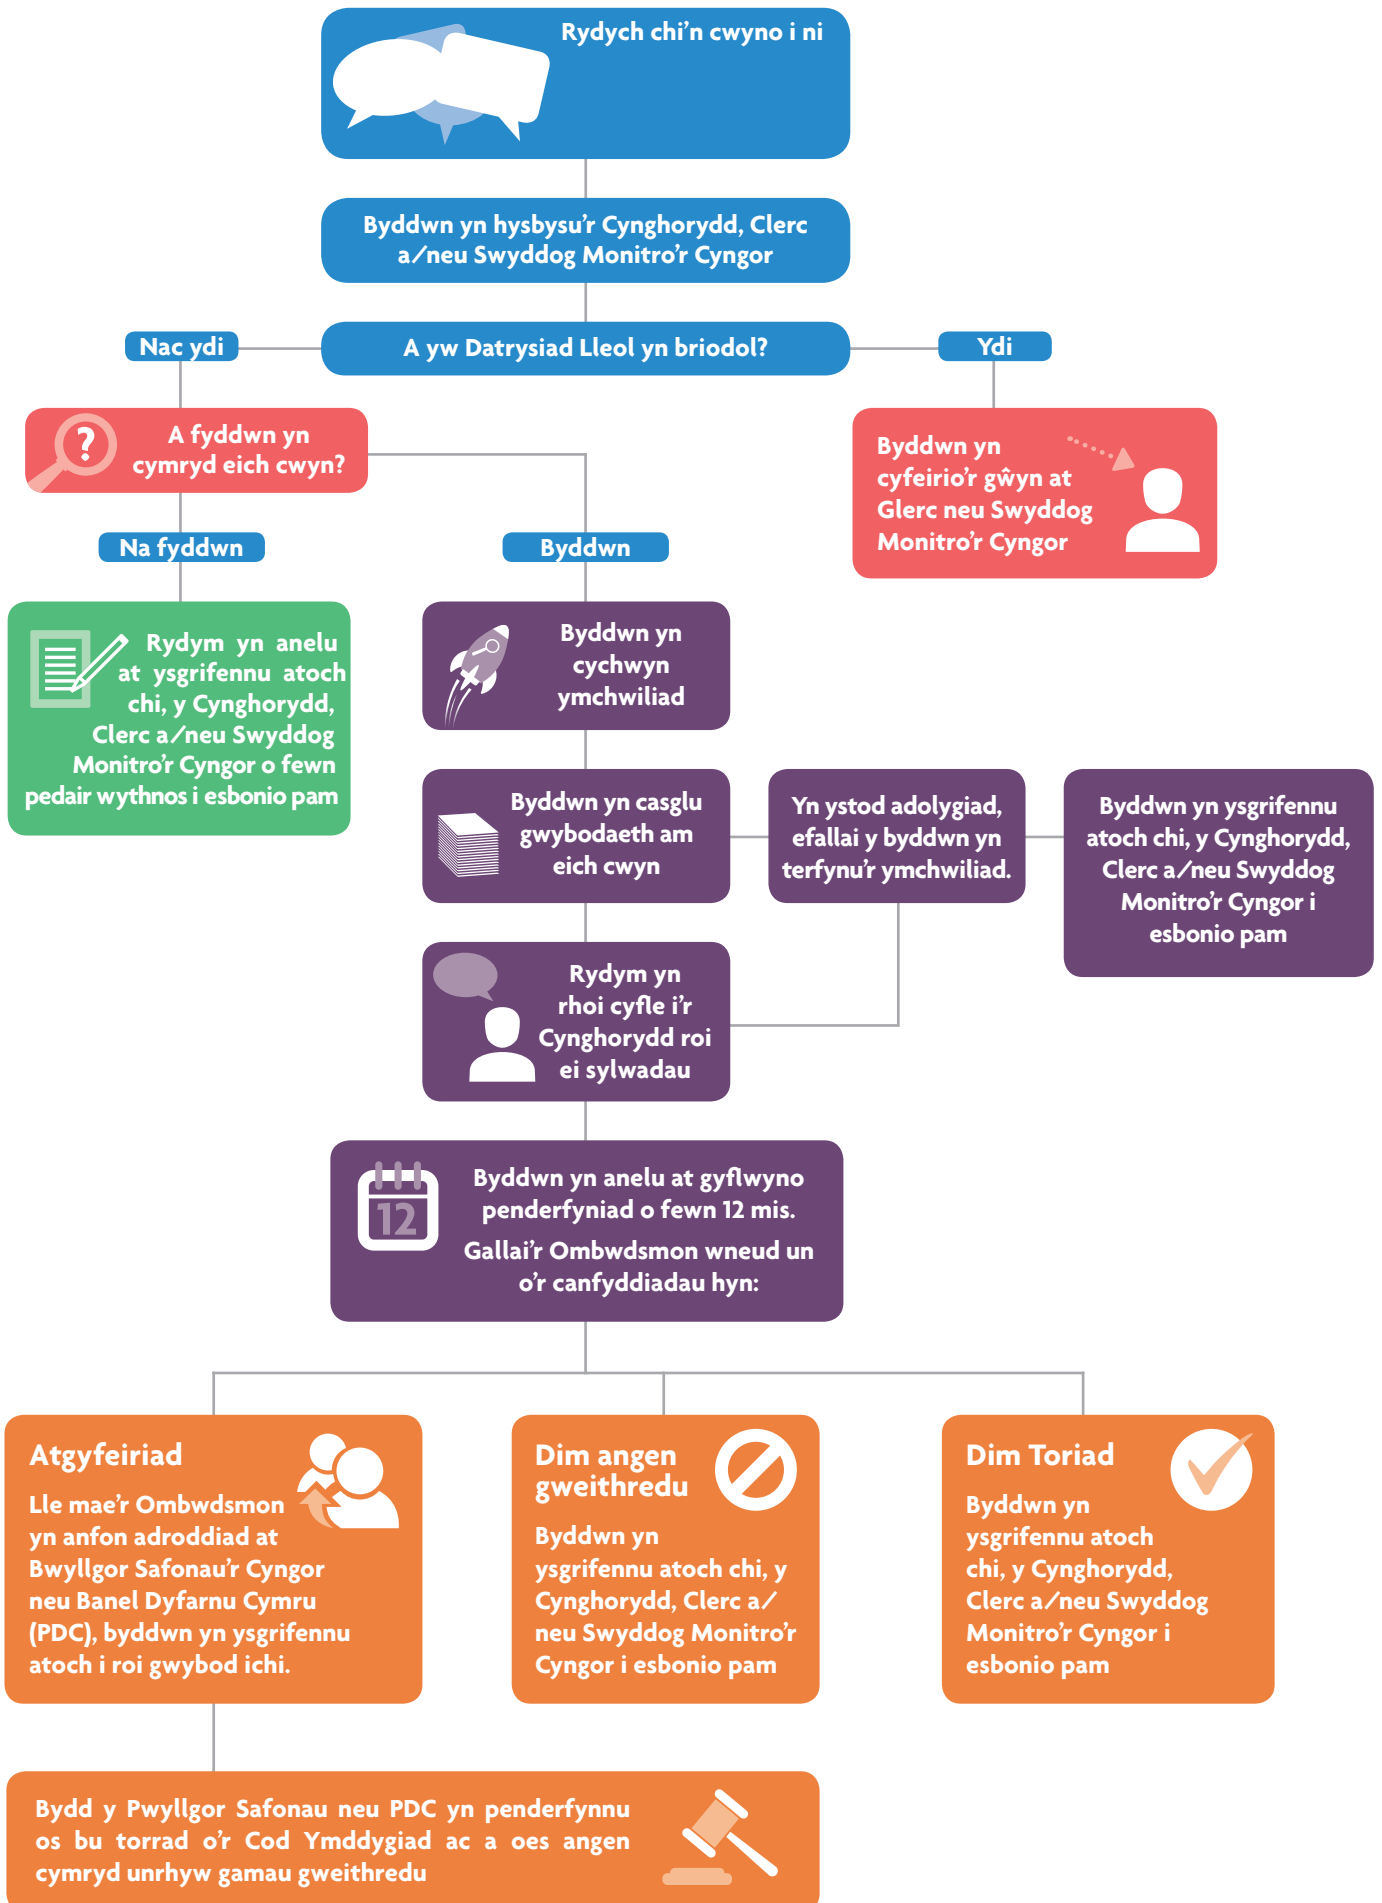 Rydych chi’n cwyno i ni
Byddwn yn hysbysu’r Cynghorydd, Clerc
a/neu Swyddog Monitro’r Cyngor
Nac ydi
A yw Datrysiad Lleol yn briodol?
Ydi
?
A fyddwn yn
cymryd eich cwyn?
Byddwn yn
cyfeirio’r gŵyn at
Glerc neu Swyddog
Monitro’r Cyngor
Na fyddwn
Byddwn
Rydym yn anelu
at ysgrifennu atoch
chi, y Cynghorydd,
Clerc a/neu Swyddog
Monitro’r Cyngor o fewn
pedair wythnos i esbonio pam
Byddwn yn
cychwyn
ymchwiliad
Byddwn yn casglu
gwybodaeth am
eich cwyn
Yn ystod adolygiad,
efallai y byddwn yn
terfynu’r ymchwiliad.
Byddwn yn ysgrifennu
atoch chi, y Cynghorydd,
Clerc a/neu Swyddog
Monitro’r Cyngor i
esbonio pam
Rydym yn
rhoi cyfle i’r
Cynghorydd roi
ei sylwadau
12
Byddwn yn anelu at gyflwyno
penderfyniad o fewn 12 mis.
Gallai’r Ombwdsmon wneud un
o’r canfyddiadau hyn:
Atgyfeiriad
Lle mae’r Ombwdsmon
yn anfon adroddiad at
Bwyllgor Safonau’r Cyngor
neu Banel Dyfarnu Cymru
(PDC), byddwn yn ysgrifennu
atoch i roi gwybod ichi.
Dim angen
gweithredu
Byddwn yn
ysgrifennu atoch chi, y
Cynghorydd, Clerc a/
neu Swyddog Monitro’r
Cyngor i esbonio pam
Dim Toriad
Byddwn yn
ysgrifennu atoch
chi, y Cynghorydd,
Clerc a/neu Swyddog
Monitro’r Cyngor i
esbonio pam
Bydd y Pwyllgor Safonau neu PDC yn penderfynnu
os bu torrad o’r Cod Ymddygiad ac a oes angen
cymryd unrhyw gamau gweithredu